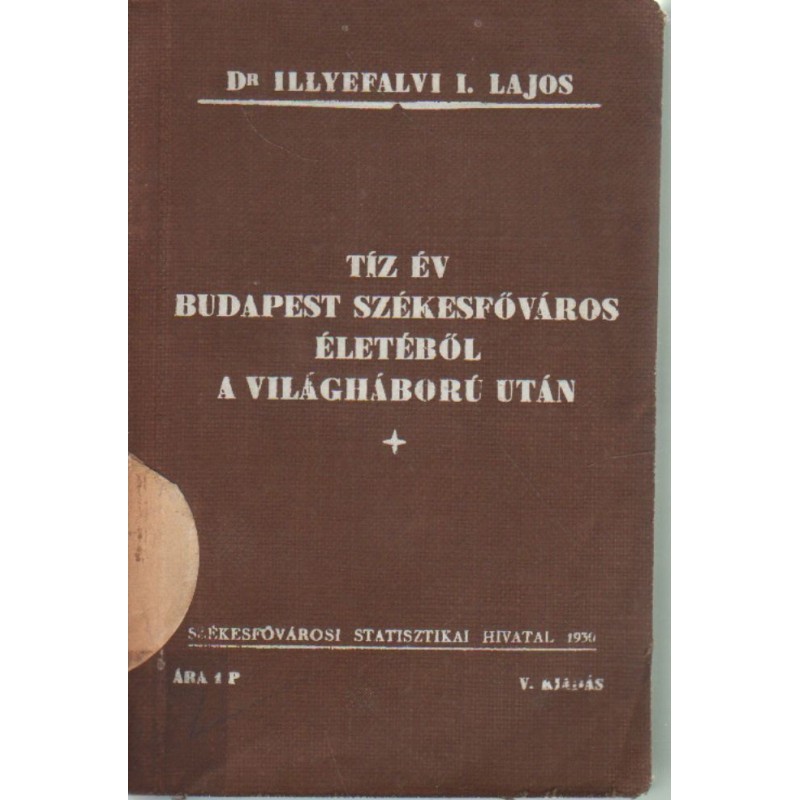 DR ILLYEFALVI I. LAJOS
TÍZ ÉV
BUDAPEST SZÉKESFŐVÁROS
ÉLETÉBŐL
A VILÁGHÁBORÚ UTÁN
SZÉKESFŐVÁROSI STATISZTIKAI HIVATAL 1930
ÁRA 1 P
V. KIADÁS